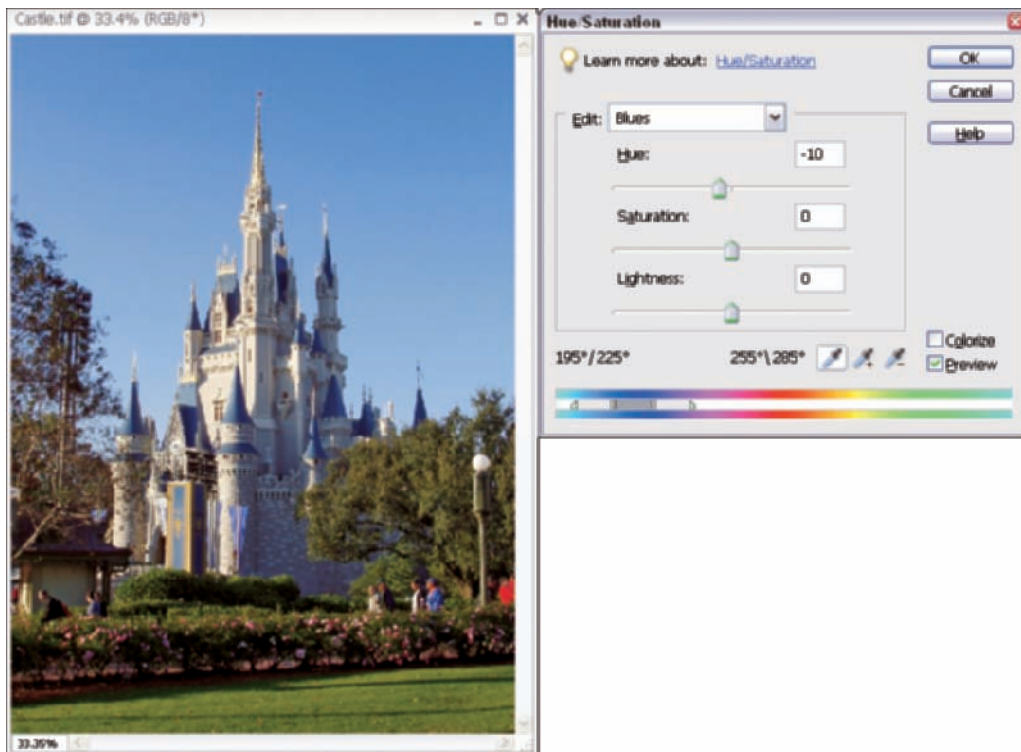 Castle.tif @ 33.4% (RGB/8*)
33.35%
Hue/Saturation
Learn more about: Hue/Saturation
OK
Cancel
Help
Edit: Blues
Hue: -10
Saturation: 0
Lightness: 0
195°/225° 255°\285°
Colorize
Preview